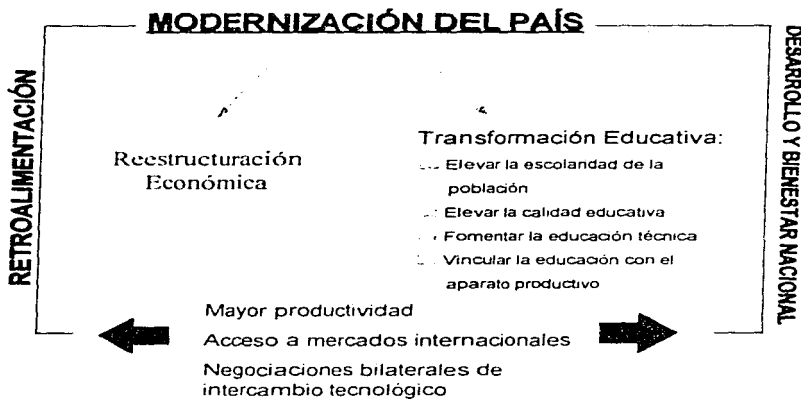 MODERNIZACIÓN DEL PAÍS
RETROALIMENTACIÓN
Reestructuración
Económica
Transformación Educativa:
Elevar la escolaridad de la
población
Elevar la calidad educativa
Fomentar la educación técnica
Vincular la educación con el
aparato productivo
Mayor productividad
Acceso a mercados internacionales
Negociaciones bilaterales de
intercambio tecnológico
DESARROLLO Y BIENESTAR NACIONAL